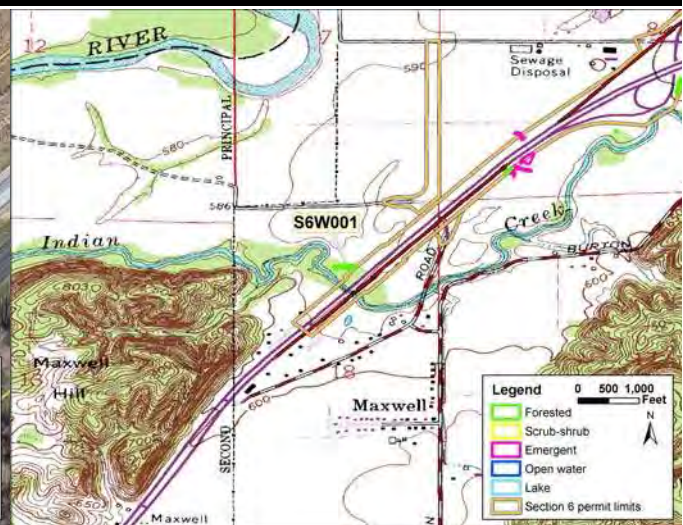 12
RIVER
7
8
Sewage
Disposal
590
580
PRINCIPAL
586
S6W001
Indian
Creek
BURTON
ROAD
600
803
Maxwell
Hill
600
18
Maxwell
SECOND
650
Maxwell
Legend
0 500 1,000
Feet
N
Forested
Scrub-shrub
Emergent
Open water
Lake
Section 6 permit limits